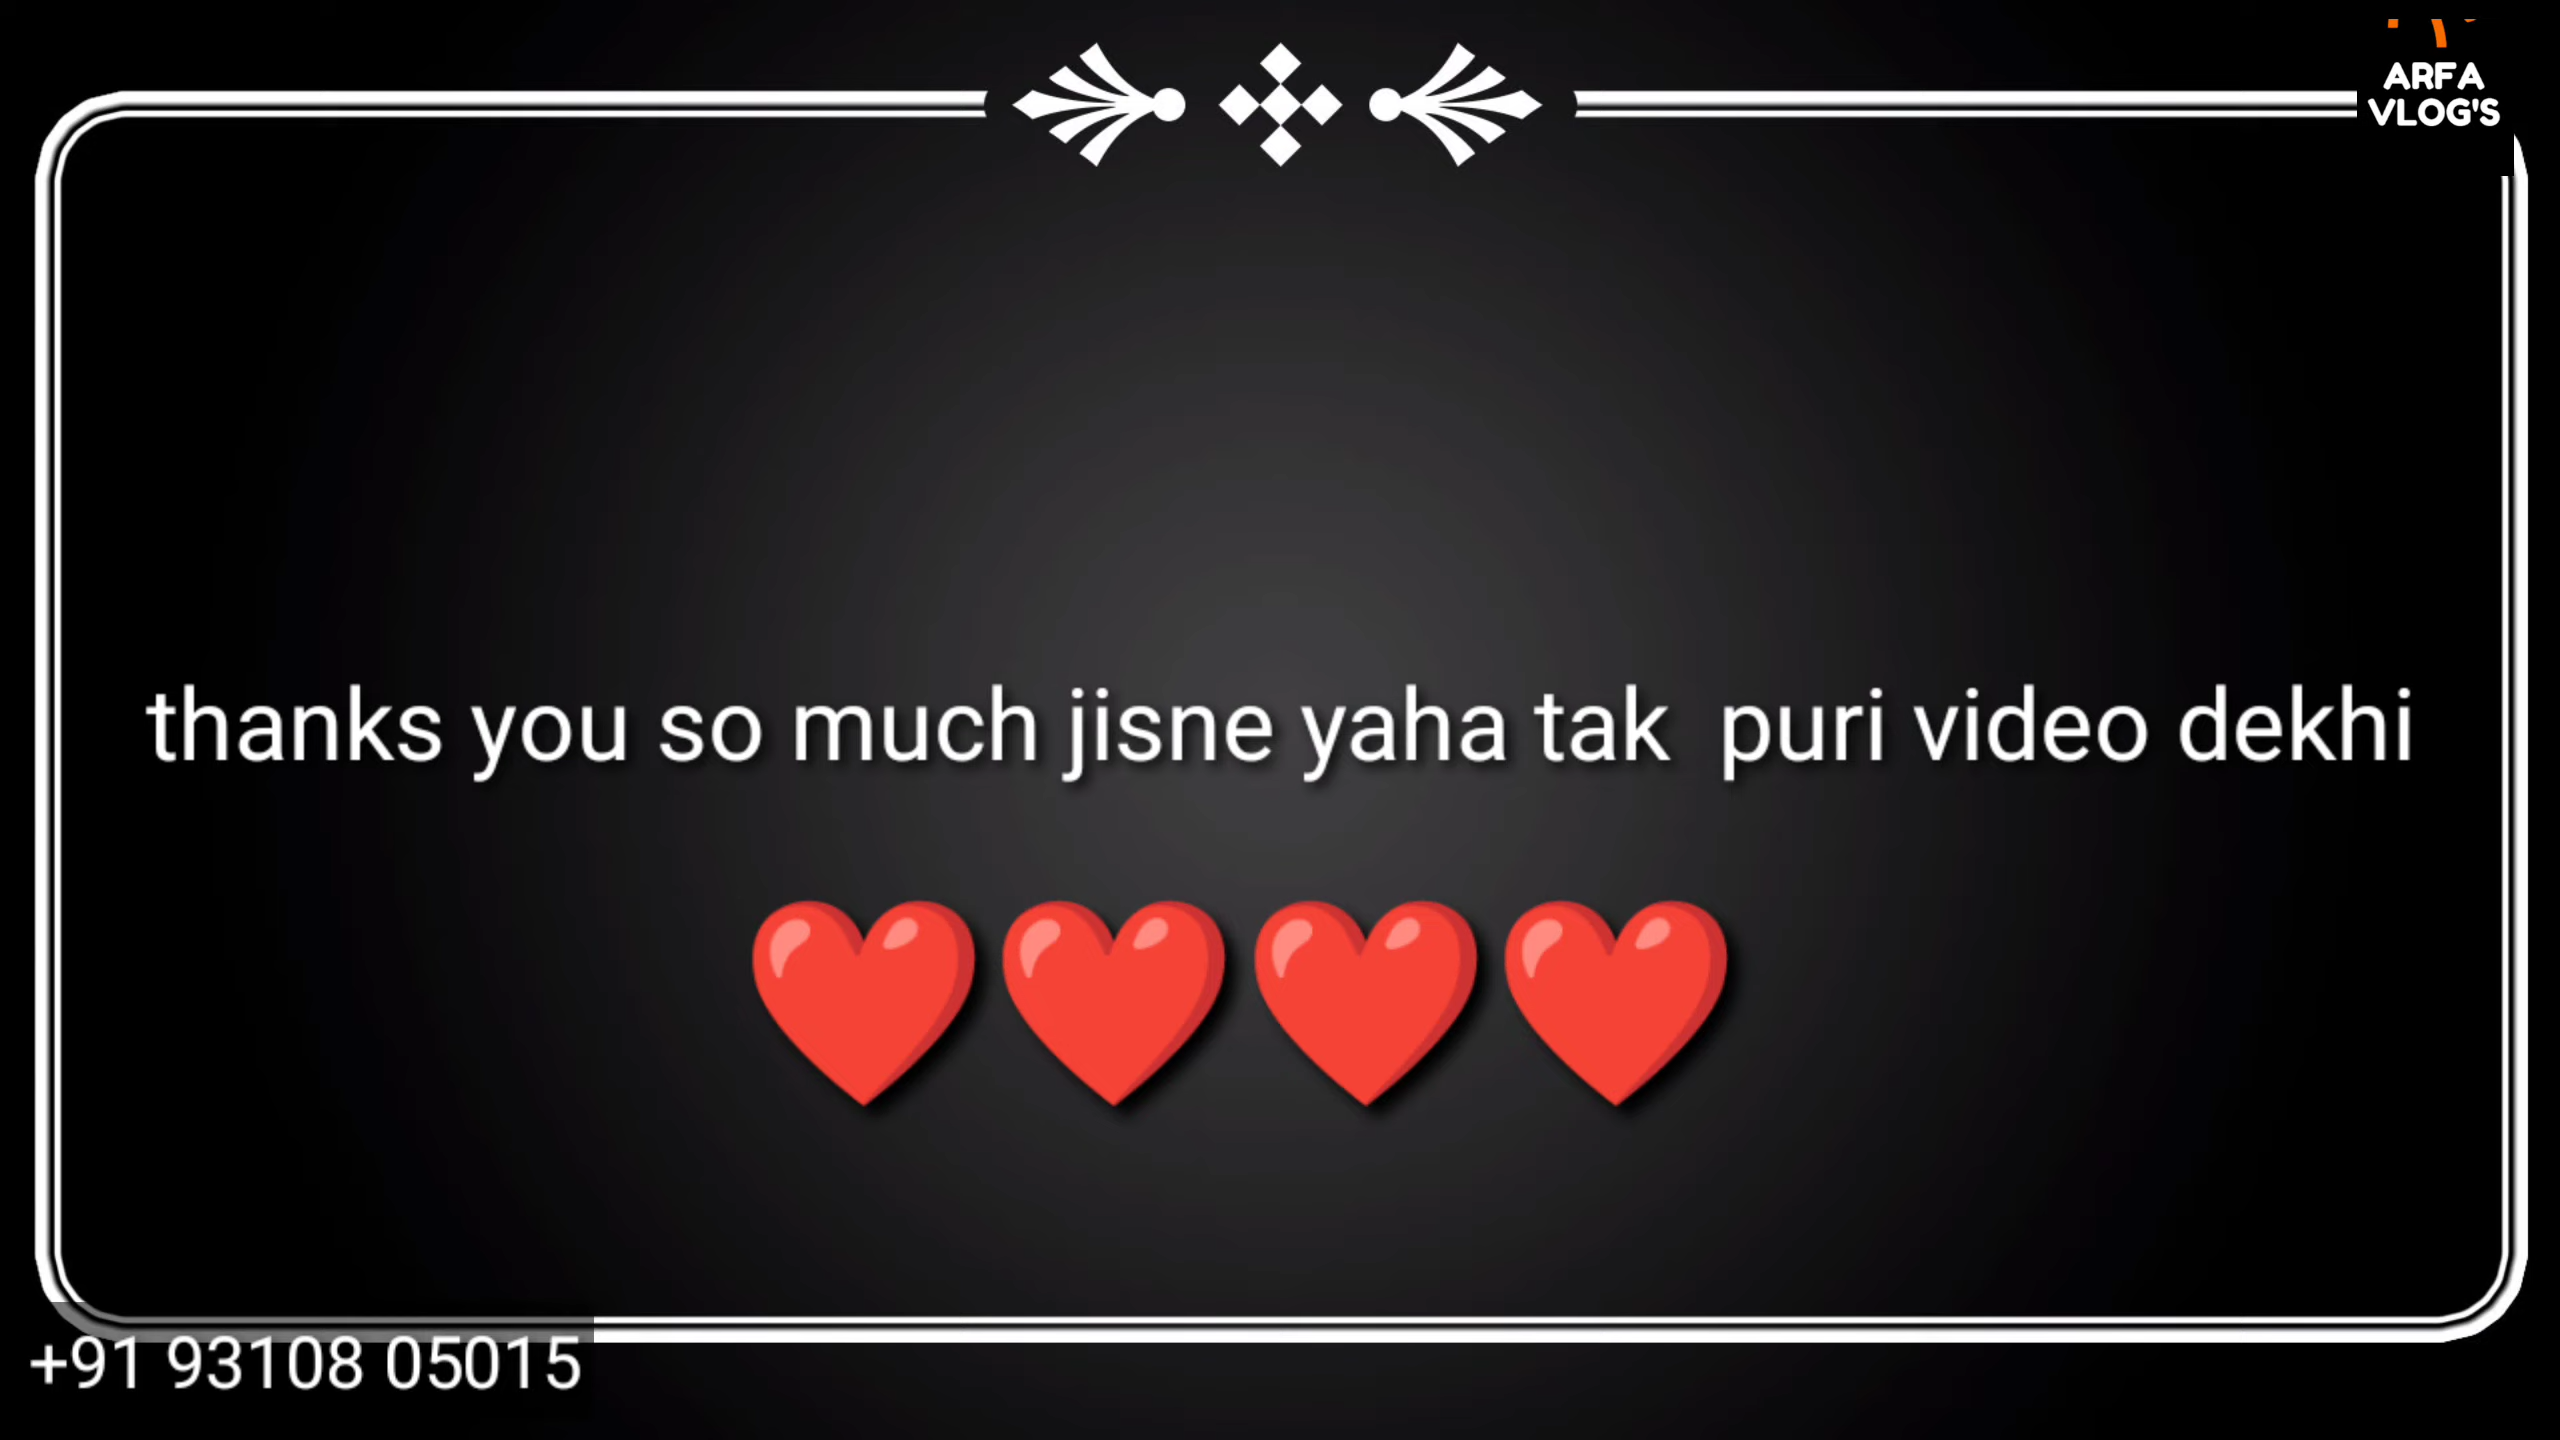 ARFA
VLOG'S
thanks you so much jisne yaha tak  puri video dekhi
❤️❤️❤️❤️
+91 93108 05015